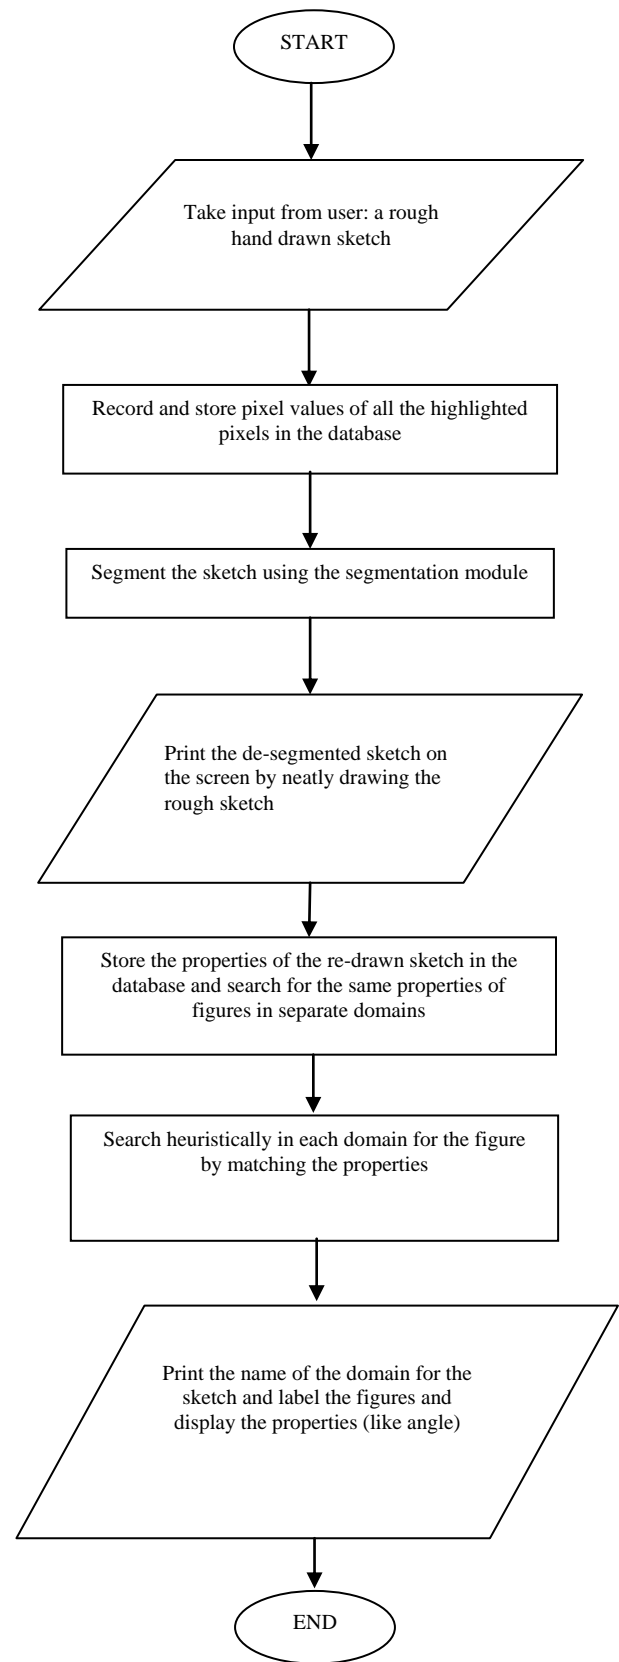 START
Take input from user: a rough
hand drawn sketch
Record and store pixel values of all the highlighted
pixels in the database
Segment the sketch using the segmentation module
Print the de-segmented sketch on
the screen by neatly drawing the
rough sketch
Store the properties of the re-drawn sketch in the
database and search for the same properties of
figures in separate domains
Search heuristically in each domain for the figure
by matching the properties
Print the name of the domain for the
sketch and label the figures and
display the properties (like angle)
END